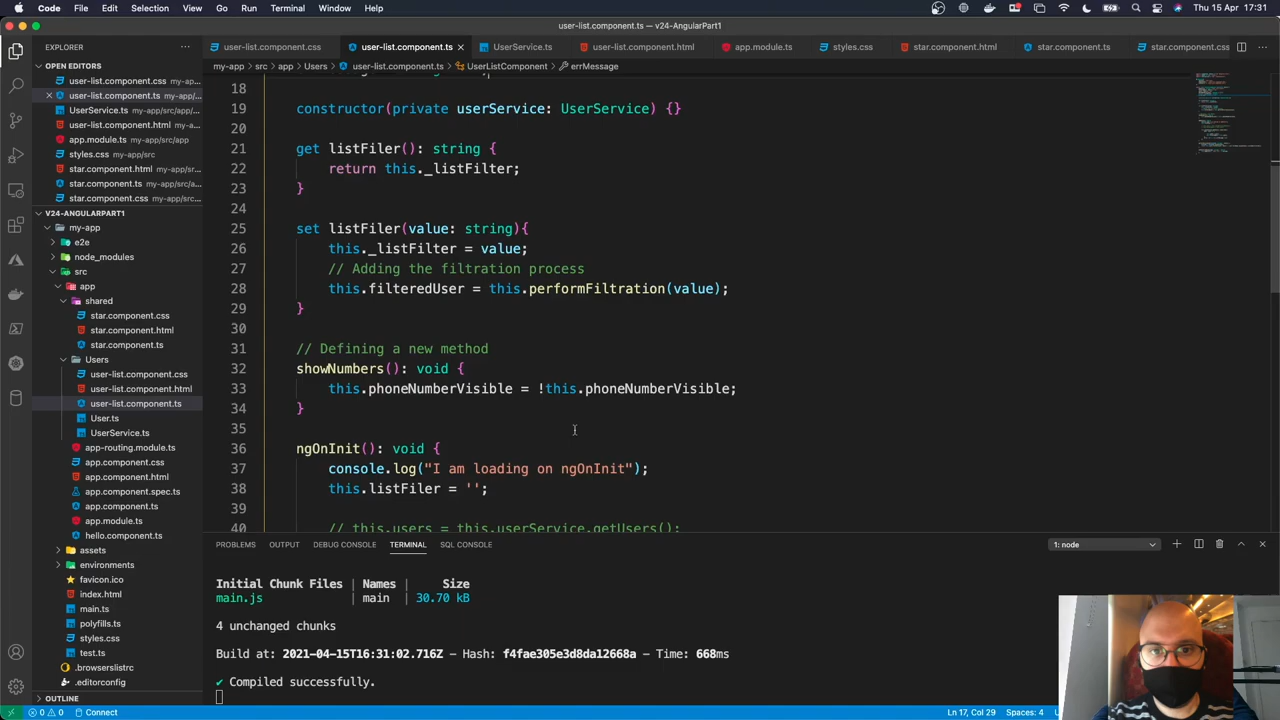 Code File Edit Selection View Go Run Terminal Window Help Thu 15 Apr 17:31
user-list.component.ts — v24-AngularPart1
EXPLORER
OPEN EDITORS
user-list.component.css my-ap...
user-list.component.ts my-app/...
UserService.ts my-app/src/app/...
user-list.component.html my-ap...
app.module.ts my-app/src/app
styles.css my-app/src
star.component.html my-app/src...
star.component.ts my-app/src/a...
star.component.css my-app/src...
V24-ANGULARPART1
my-app
e2e
node_modules
src
app
shared
star.component.css
star.component.html
star.component.ts
Users
user-list.component.css
user-list.component.html
user-list.component.ts
User.ts
UserService.ts
app-routing.module.ts
app.component.css
app.component.html
app.component.spec.ts
app.component.ts
app.module.ts
hello.component.ts
assets
environments
favicon.ico
index.html
main.ts
polyfills.ts
styles.css
test.ts
.browserslistrc
.editorconfig
OUTLINE
user-list.component.css user-list.component.ts UserService.ts user-list.component.html app.module.ts styles.css star.component.html star.component.ts star.component.css
my-app > src > app > Users > user-list.component.ts > UserListComponent > errMessage
18
19 constructor(private userService: UserService) {}
20
21 get listFiler(): string {
22 return this._listFilter;
23 }
24
25 set listFiler(value: string){
26 this._listFilter = value;
27 // Adding the filtration process
28 this.filteredUser = this.performFiltration(value);
29 }
30
31 // Defining a new method
32 showNumbers(): void {
33 this.phoneNumberVisible = !this.phoneNumberVisible;
34 }
35
36 ngOnInit(): void {
37 console.log("I am loading on ngOnInit");
38 this.listFiler = '';
39
40 // this.users = this.userService.getUsers();
PROBLEMS OUTPUT DEBUG CONSOLE TERMINAL SQL CONSOLE 1: node
Initial Chunk Files | Names | Size
main.js | main | 30.70 kB
4 unchanged chunks
Build at: 2021-04-15T16:31:02.716Z - Hash: f4fae305e3d8da12668a - Time: 668ms
✔ Compiled successfully.
0 0 Connect Ln 17, Col 29 Spaces: 4